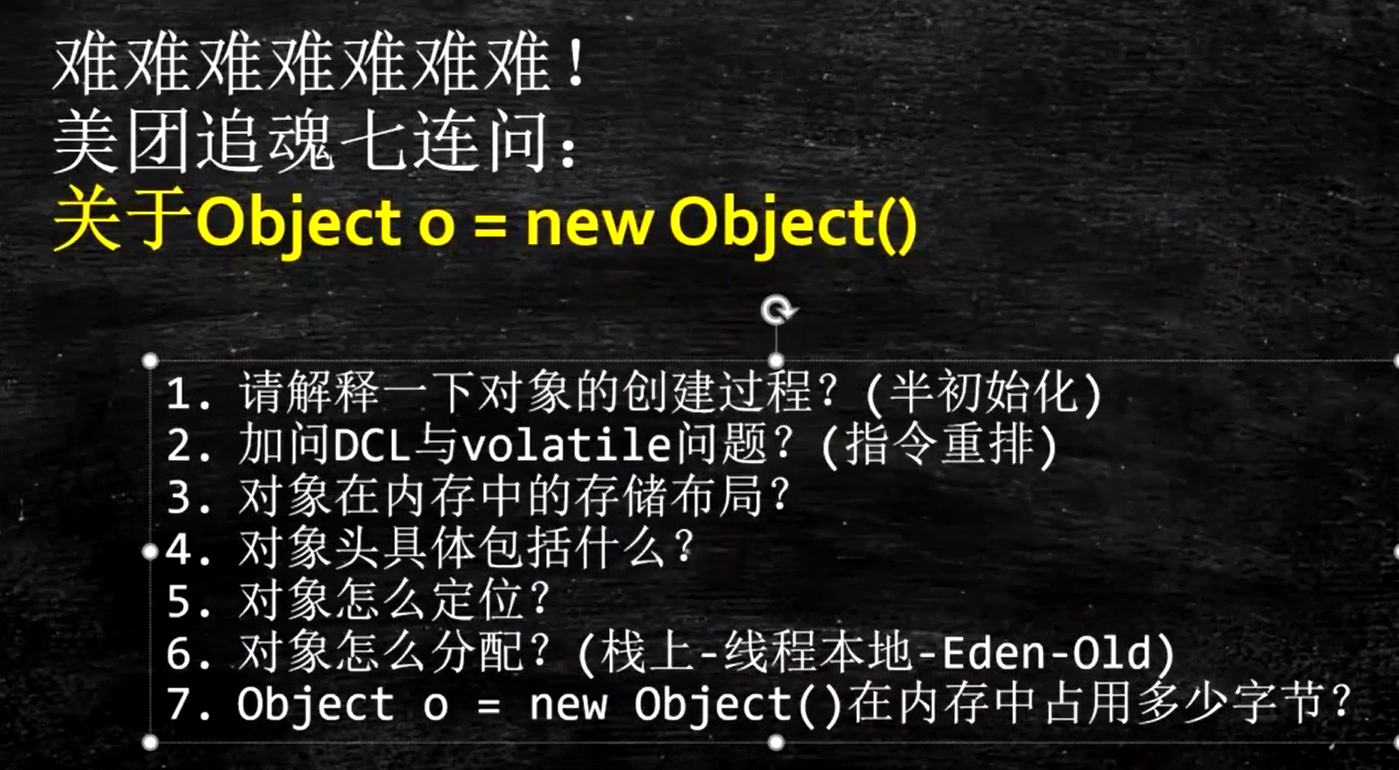 难难难难难难难！
美团追魂七连问：
关于Object o = new Object()
1. 请解释一下对象的创建过程？(半初始化)
2. 加问DCL与volatile问题？(指令重排)
3. 对象在内存中的存储布局？
4. 对象头具体包括什么？
5. 对象怎么定位？
6. 对象怎么分配？(栈上-线程本地-Eden-Old)
7. Object o = new Object()在内存中占用多少字节？